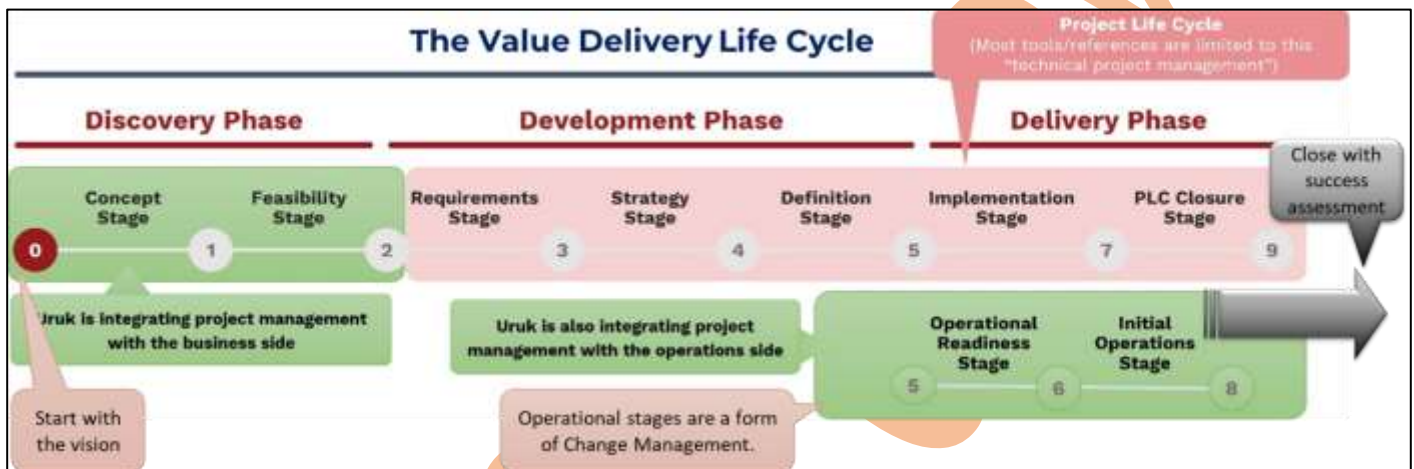 The Value Delivery Life Cycle
Project Life Cycle
(Most tools/references are limited to this
"technical project management")
Discovery Phase
Development Phase
Delivery Phase
Close with
success
assessment
Concept
Stage
Feasibility
Stage
Requirements
Stage
Strategy
Stage
Definition
Stage
Implementation
Stage
PLC Closure
Stage
0
1
2
3
4
5
7
9
Uruk is integrating project management
with the business side
Uruk is also integrating project
management with the operations side
Operational
Readiness
Stage
Initial
Operations
Stage
5
6
8
Start with
the vision
Operational stages are a form
of Change Management.